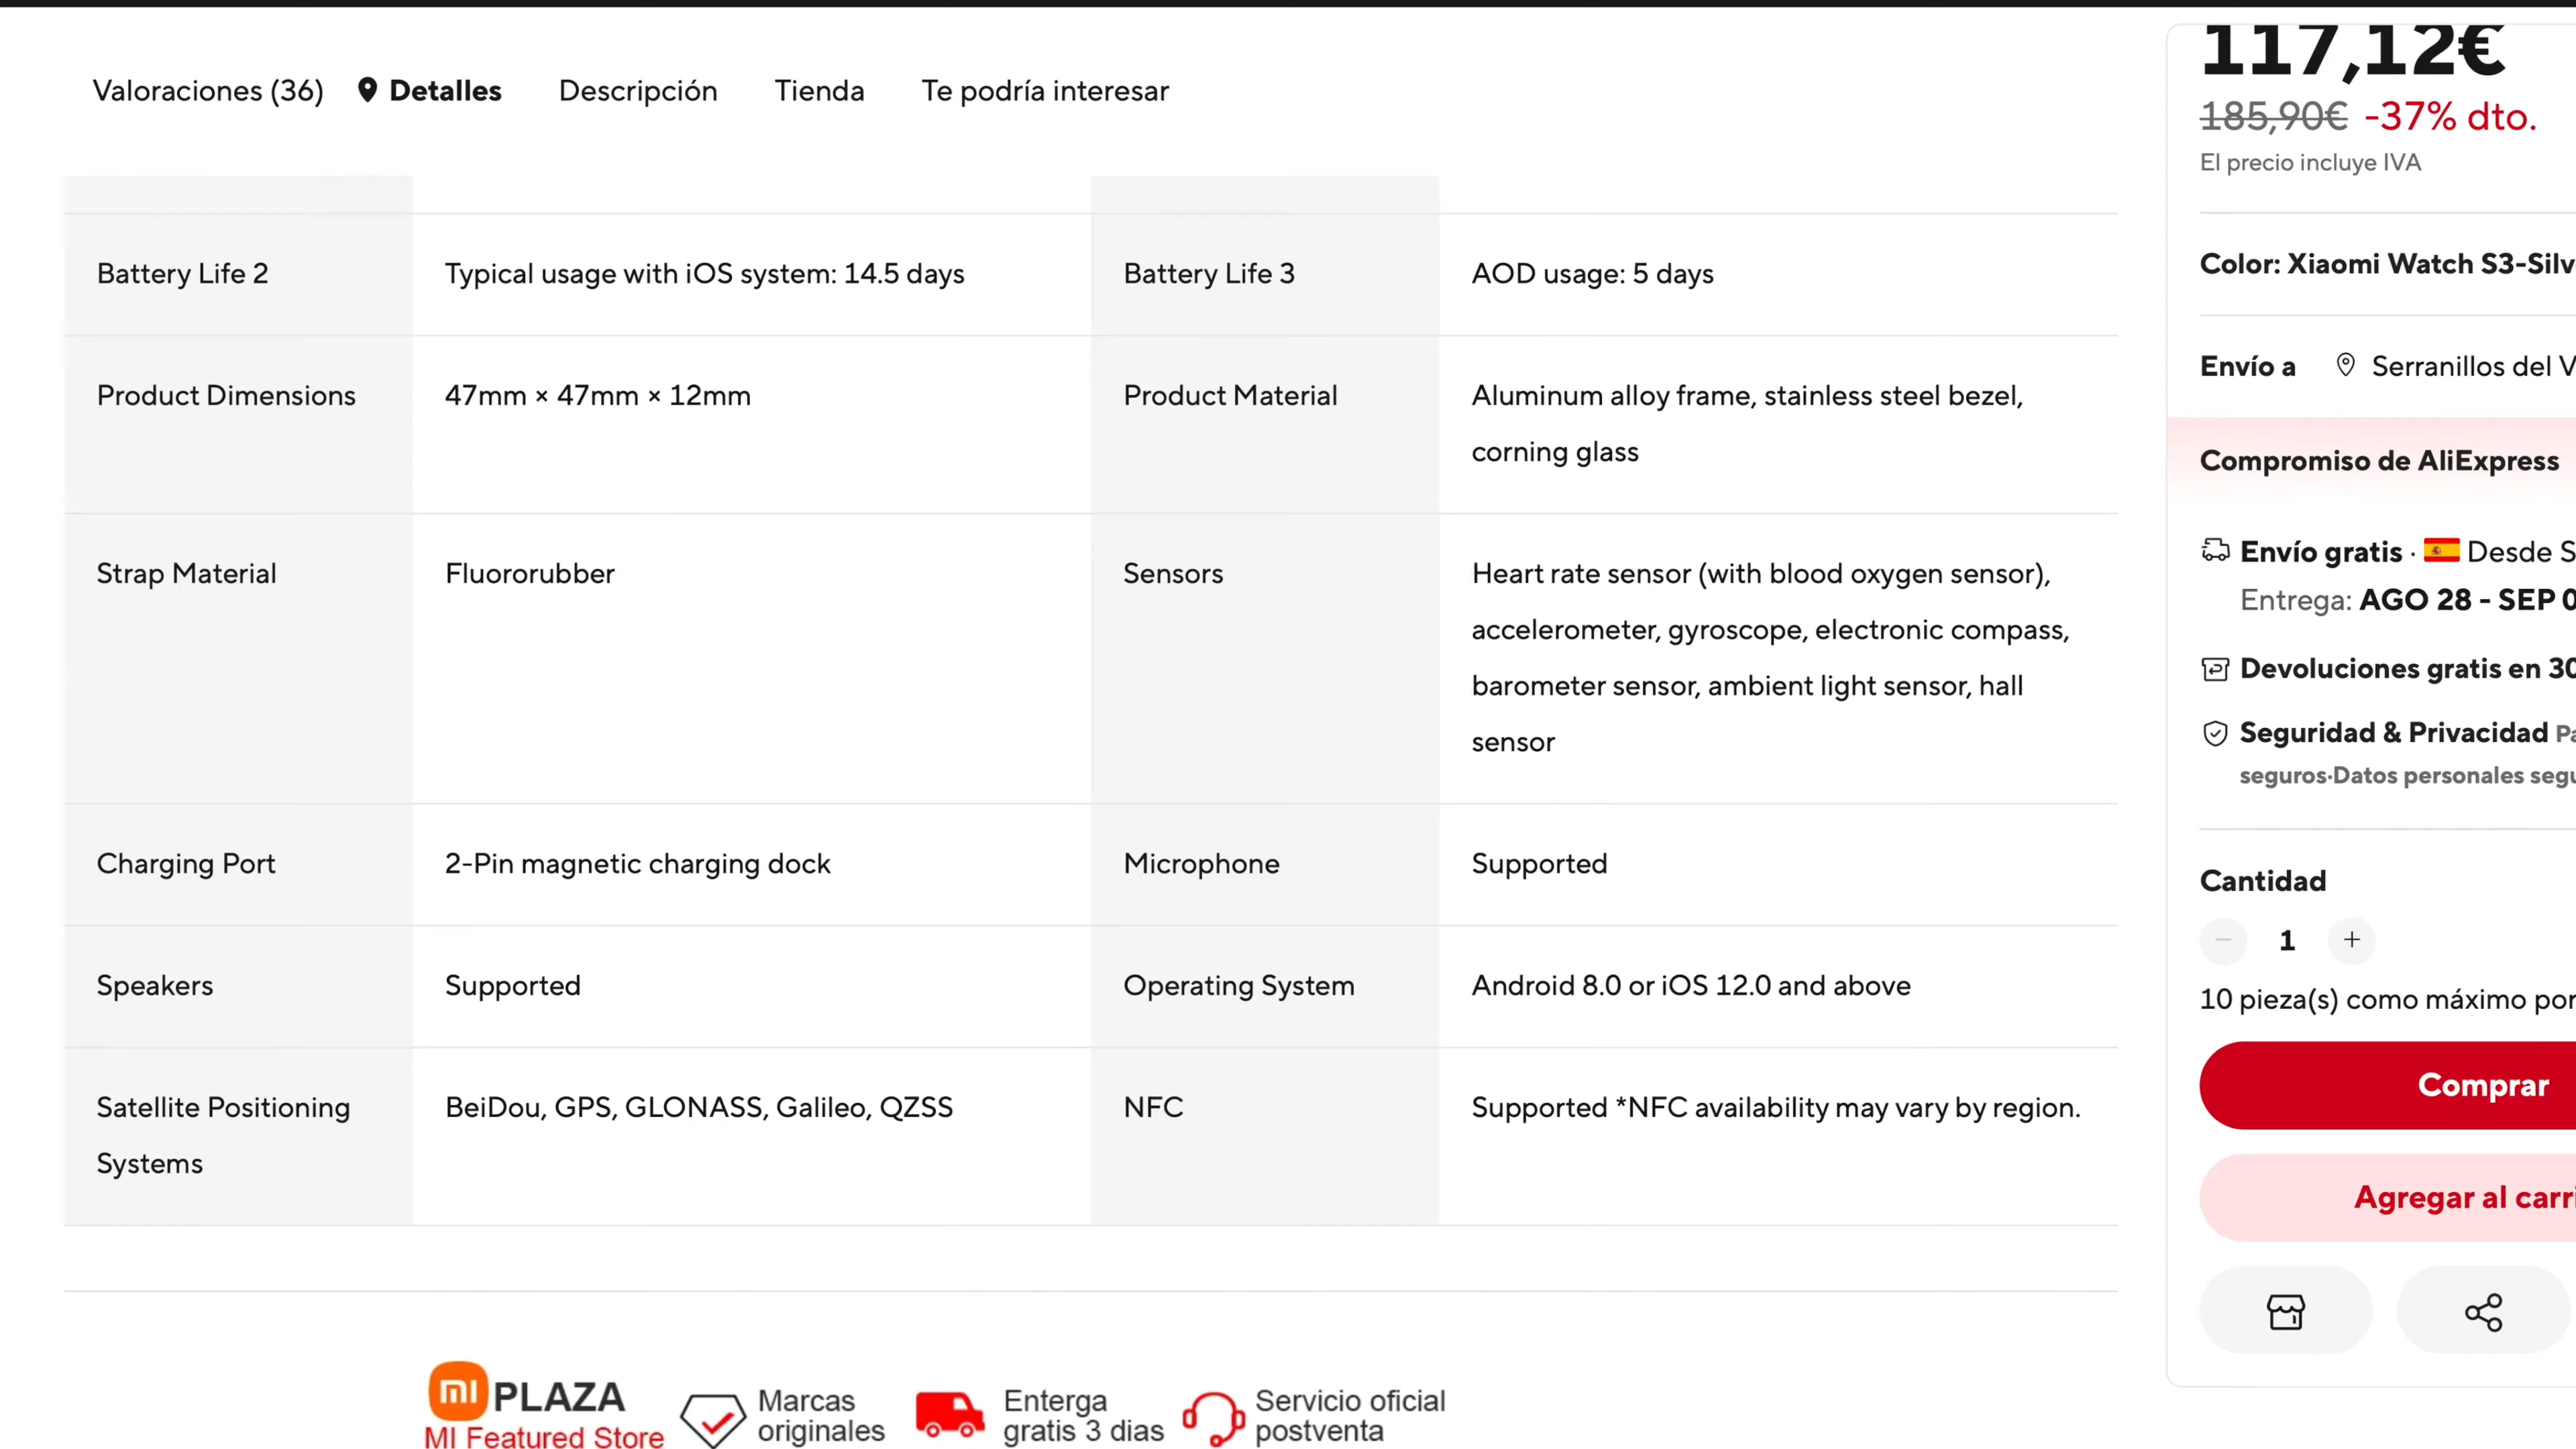 Valoraciones (36) Detalles Descripción Tienda Te podría interesar
Battery Life 2 Typical usage with iOS system: 14.5 days Battery Life 3 AOD usage: 5 days
Product Dimensions 47mm × 47mm × 12mm Product Material Aluminum alloy frame, stainless steel bezel,
corning glass
Strap Material Fluororubber Sensors Heart rate sensor (with blood oxygen sensor),
accelerometer, gyroscope, electronic compass,
barometer sensor, ambient light sensor, hall
sensor
Charging Port 2-Pin magnetic charging dock Microphone Supported
Speakers Supported Operating System Android 8.0 or iOS 12.0 and above
Satellite Positioning BeiDou, GPS, GLONASS, Galileo, QZSS NFC Supported *NFC availability may vary by region.
Systems
PLAZA
MI Featured Store
Marcas
originales
Enterga
gratis 3 dias
Servicio oficial
postventa
117,12€
185,90€ -37% dto.
El precio incluye IVA
Color: Xiaomi Watch S3-Silv
Envío a Serranillos del V
Compromiso de AliExpress
Envío gratis · Desde S
Entrega: AGO 28 - SEP 0
Devoluciones gratis en 30
Seguridad & Privacidad Pa
seguros·Datos personales segu
Cantidad
1
10 pieza(s) como máximo por
Comprar
Agregar al carri